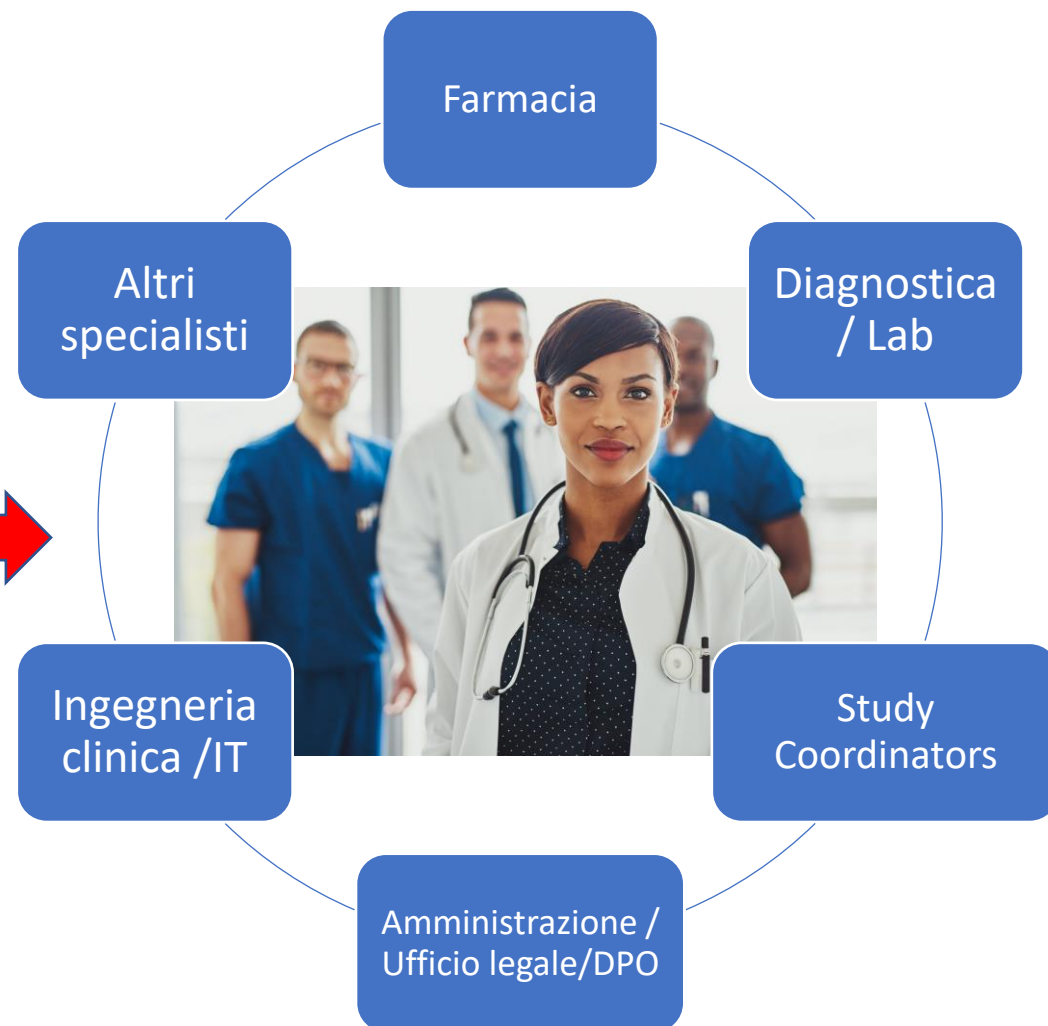 Farmacia
Altri
specialisti
Diagnostica
/ Lab
Ingegneria
clinica /IT
Study
Coordinators
Amministrazione /
Ufficio legale/DPO